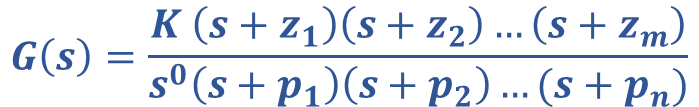 G(s) = K (s + z₁)(s + z₂) … (s + zₘ) / s⁰(s + p₁)(s + p₂) … (s + pₙ)